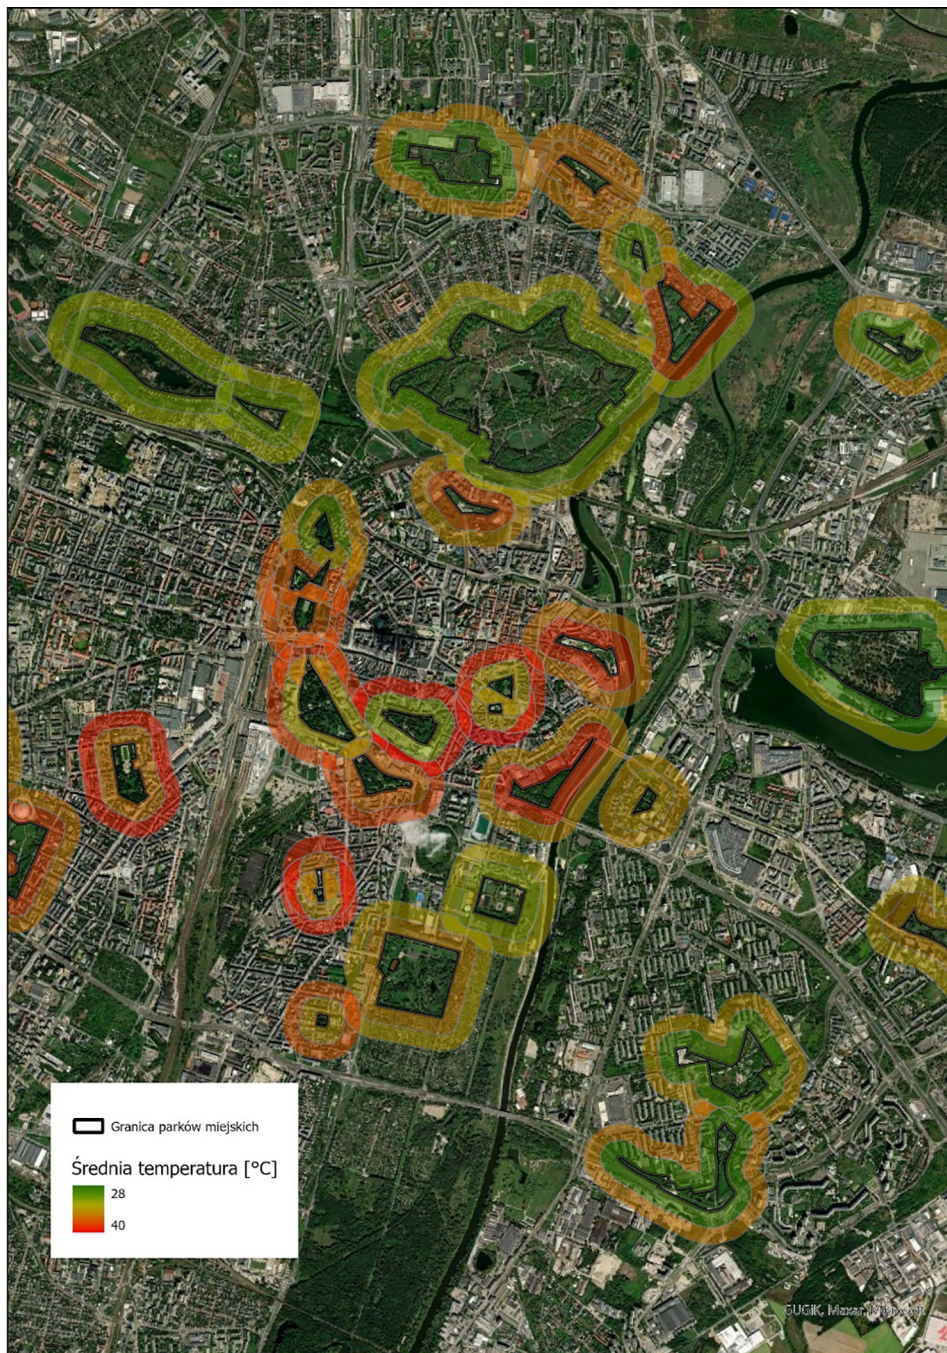 Granica parków miejskich
Średnia temperatura [°C]
28
40
GUGiK, Maxar, Microsoft